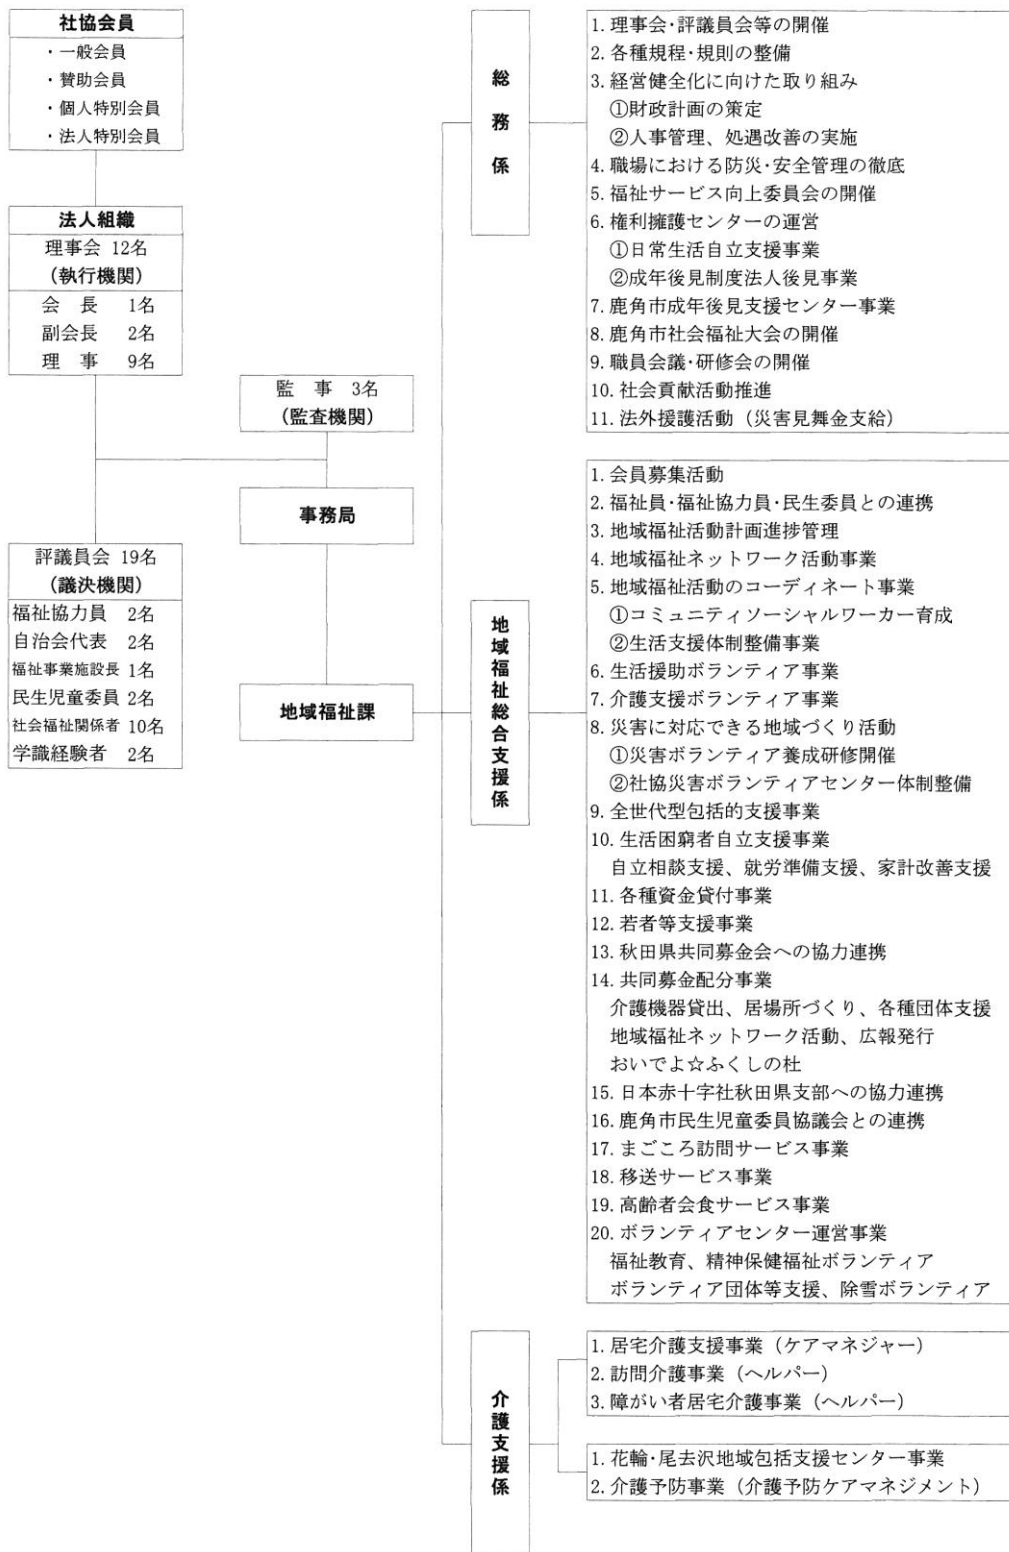 社協会員
・一般会員
・賛助会員
・個人特別会員
・法人特別会員
法人組織
理事会 12名
(執行機関)
会　長　1名
副会長　2名
理　事　9名
監　事　3名
(監査機関)
事務局
評議員会 19名
(議決機関)
福祉協力員　2名
自治会代表　2名
福祉事業施設長 1名
民生児童委員 2名
社会福祉関係者 10名
学識経験者　2名
地域福祉課
総務係
1. 理事会･評議員会等の開催
2. 各種規程･規則の整備
3. 経営健全化に向けた取り組み
①財政計画の策定
②人事管理、処遇改善の実施
4. 職場における防災･安全管理の徹底
5. 福祉サービス向上委員会の開催
6. 権利擁護センターの運営
①日常生活自立支援事業
②成年後見制度法人後見事業
7. 鹿角市成年後見支援センター事業
8. 鹿角市社会福祉大会の開催
9. 職員会議･研修会の開催
10. 社会貢献活動推進
11. 法外援護活動（災害見舞金支給）
地域福祉総合支援係
1. 会員募集活動
2. 福祉員･福祉協力員･民生委員との連携
3. 地域福祉活動計画進捗管理
4. 地域福祉ネットワーク活動事業
5. 地域福祉活動のコーディネート事業
①コミュニティソーシャルワーカー育成
②生活支援体制整備事業
6. 生活援助ボランティア事業
7. 介護支援ボランティア事業
8. 災害に対応できる地域づくり活動
①災害ボランティア養成研修開催
②社協災害ボランティアセンター体制整備
9. 全世代型包括的支援事業
10. 生活困窮者自立支援事業
自立相談支援、就労準備支援、家計改善支援
11. 各種資金貸付事業
12. 若者等支援事業
13. 秋田県共同募金会への協力連携
14. 共同募金配分事業
介護機器貸出、居場所づくり、各種団体支援
地域福祉ネットワーク活動、広報発行
おいでよ☆ふくしの杜
15. 日本赤十字社秋田県支部への協力連携
16. 鹿角市民生児童委員協議会との連携
17. まごころ訪問サービス事業
18. 移送サービス事業
19. 高齢者会食サービス事業
20. ボランティアセンター運営事業
福祉教育、精神保健福祉ボランティア
ボランティア団体等支援、除雪ボランティア
介護支援係
1. 居宅介護支援事業（ケアマネジャー）
2. 訪問介護事業（ヘルパー）
3. 障がい者居宅介護事業（ヘルパー）
1. 花輪･尾去沢地域包括支援センター事業
2. 介護予防事業（介護予防ケアマネジメント）